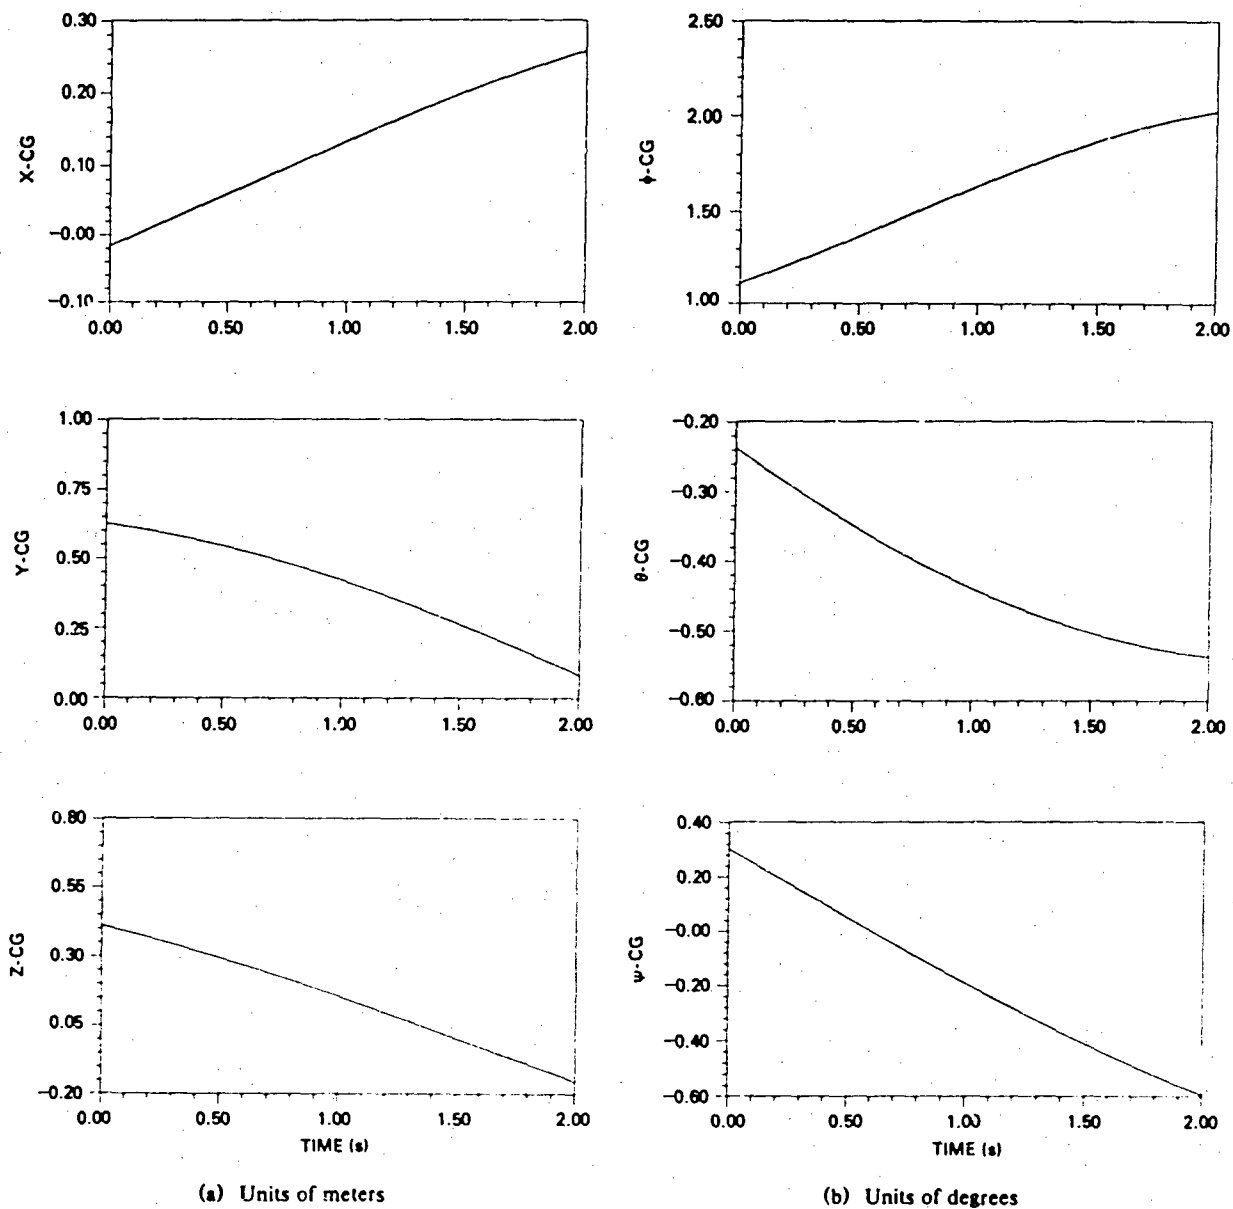 0.30
0.20
0.10
−0.00
−0.10
X-CG
0.00 0.50 1.00 1.50 2.00
2.50
2.00
1.50
1.00
ϕ-CG
0.00 0.50 1.00 1.50 2.00
1.00
0.75
0.50
0.25
0.00
Y-CG
0.00 0.50 1.00 1.50 2.00
−0.20
−0.30
−0.40
−0.50
−0.60
θ-CG
0.00 0.50 1.00 1.50 2.00
0.80
0.55
0.30
0.05
−0.20
Z-CG
0.00 0.50 1.00 1.50 2.00
TIME (s)
(a) Units of meters
0.40
0.20
−0.00
−0.20
−0.40
−0.60
ψ-CG
0.00 0.50 1.00 1.50 2.00
TIME (s)
(b) Units of degrees